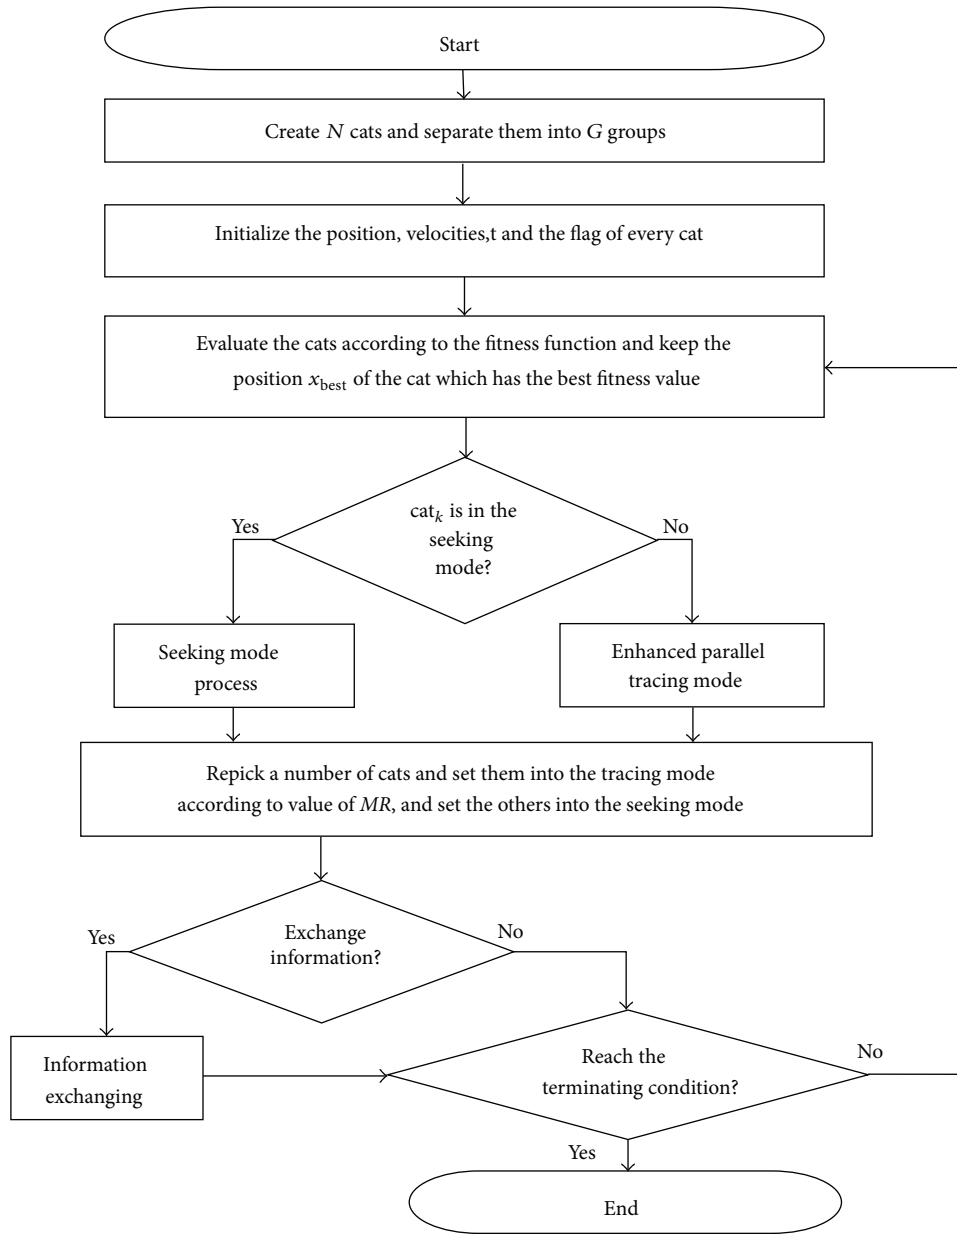 Start
Create N cats and separate them into G groups
Initialize the position, velocities,t and the flag of every cat
Evaluate the cats according to the fitness function and keep the
position x_best of the cat which has the best fitness value
cat_k is in the
seeking
mode?
Yes
No
Seeking mode
process
Enhanced parallel
tracing mode
Repick a number of cats and set them into the tracing mode
according to value of MR, and set the others into the seeking mode
Exchange
information?
Yes
No
Information
exchanging
Reach the
terminating condition?
No
Yes
End